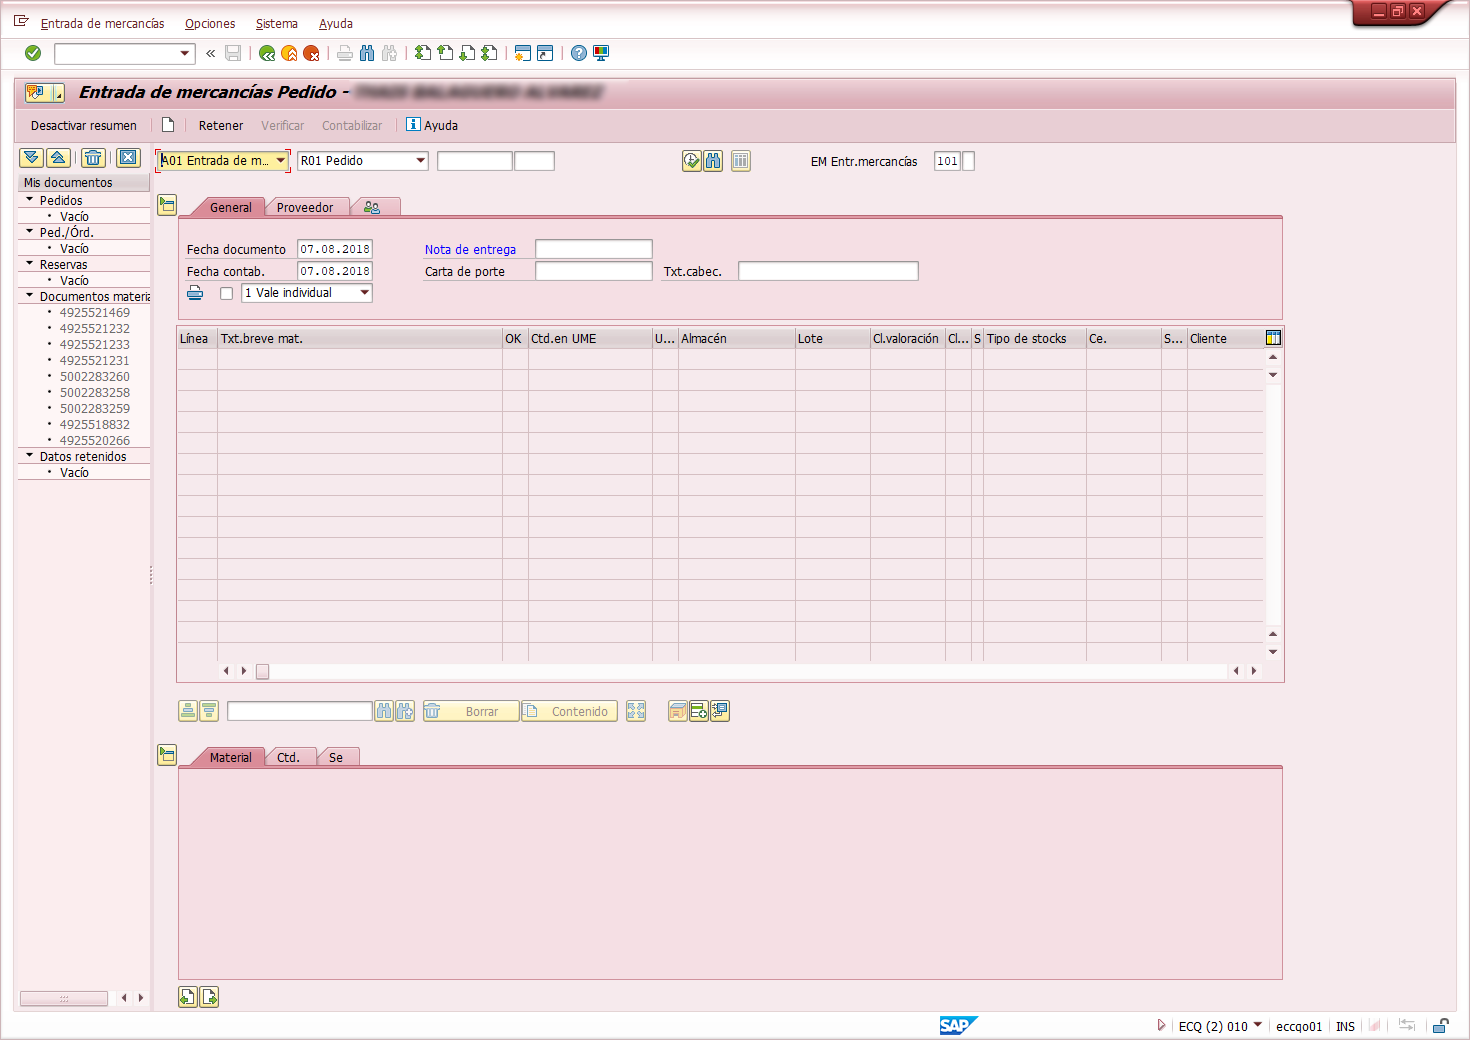 Entrada de mercancías Opciones Sistema Ayuda
Entrada de mercancías Pedido -
Desactivar resumen Retener Verificar Contabilizar Ayuda
A01 Entrada de m... R01 Pedido EM Entr.mercancías 101
Mis documentos
Pedidos
Vacío
Ped./Órd.
Vacío
Reservas
Vacío
Documentos materia
4925521469
4925521232
4925521233
4925521231
5002283260
5002283258
5002283259
4925518832
4925520266
Datos retenidos
Vacío
General Proveedor
Fecha documento 07.08.2018 Nota de entrega
Fecha contab. 07.08.2018 Carta de porte Txt.cabec.
1 Vale individual
Línea Txt.breve mat. OK Ctd.en UME U... Almacén Lote Cl.valoración Cl... S Tipo de stocks Ce. S... Cliente
Borrar Contenido
Material Ctd. Se
SAP ECQ (2) 010 eccqo01 INS